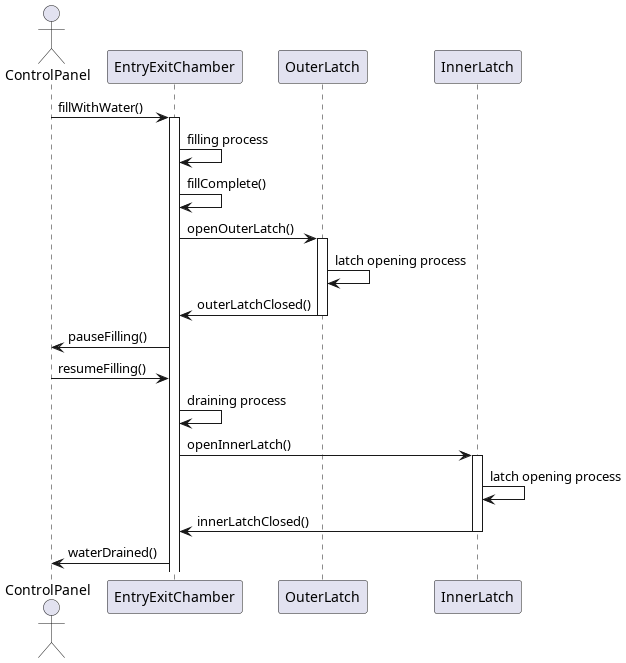 ControlPanel
EntryExitChamber
OuterLatch
InnerLatch
fillWithWater()
filling process
fillComplete()
openOuterLatch()
latch opening process
outerLatchClosed()
pauseFilling()
resumeFilling()
draining process
openInnerLatch()
latch opening process
innerLatchClosed()
waterDrained()
ControlPanel
EntryExitChamber
OuterLatch
InnerLatch